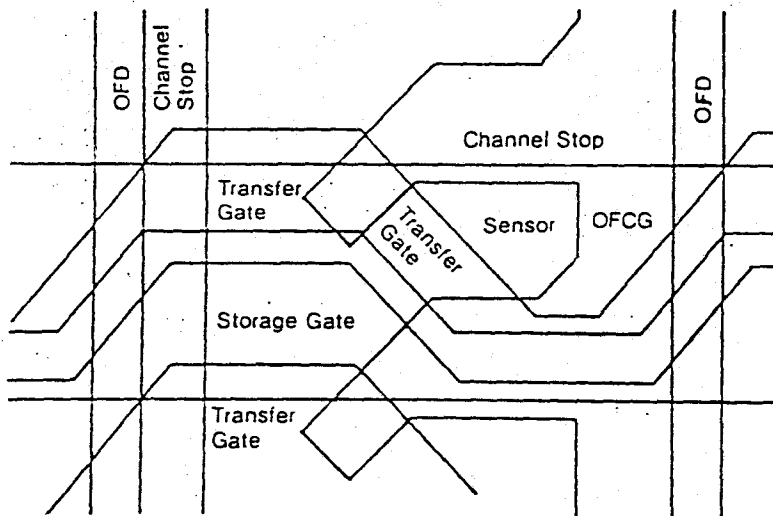 OFD
Channel
Stop
OFD
Channel Stop
Transfer
Gate
Transfer
Gate
Sensor
OFCG
Storage Gate
Transfer
Gate